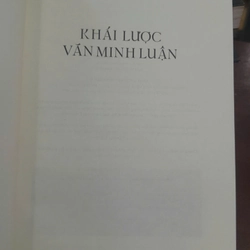 KHÁI LƯỢC
VĂN MINH LUẬN